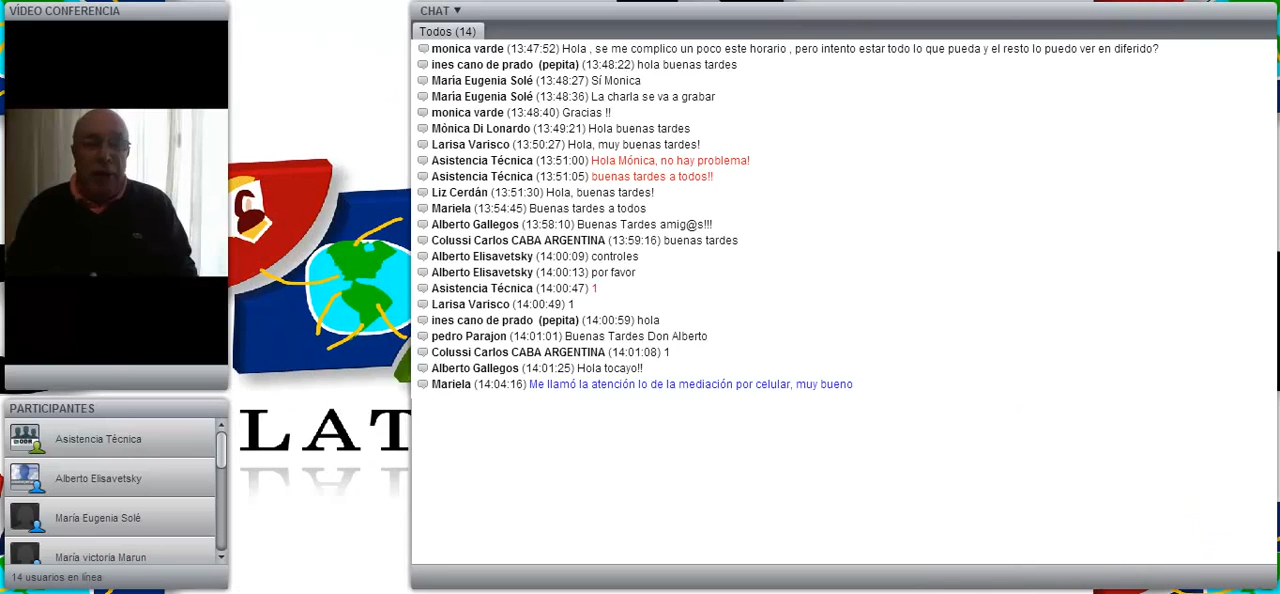 VÍDEO CONFERENCIA
CHAT
Todos (14)
monica varde (13:47:52) Hola , se me complico un poco este horario , pero intento estar todo lo que pueda y el resto lo puedo ver en diferido?
ines cano de prado (pepita) (13:48:22) hola buenas tardes
María Eugenia Solé (13:48:27) Sí Monica
María Eugenia Solé (13:48:36) La charla se va a grabar
monica varde (13:48:40) Gracias !!
Mónica Di Lonardo (13:49:21) Hola buenas tardes
Larisa Varisco (13:50:27) Hola, muy buenas tardes!
Asistencia Técnica (13:51:00) Hola Mónica, no hay problema!
Asistencia Técnica (13:51:05) buenas tardes a todos!!
Liz Cerdán (13:51:30) Hola, buenas tardes!
Mariela (13:54:45) Buenas tardes a todos
Alberto Gallegos (13:58:10) Buenas Tardes amig@s!!!
Colussi Carlos CABA ARGENTINA (13:59:16) buenas tardes
Alberto Elisavetsky (14:00:09) controles
Alberto Elisavetsky (14:00:13) por favor
Asistencia Técnica (14:00:47) 1
Larisa Varisco (14:00:49) 1
ines cano de prado (pepita) (14:00:59) hola
pedro Parajon (14:01:01) Buenas Tardes Don Alberto
Colussi Carlos CABA ARGENTINA (14:01:08) 1
Alberto Gallegos (14:01:25) Hola tocayo!!
Mariela (14:04:16) Me llamó la atención lo de la mediación por celular, muy bueno
LAT
PARTICIPANTES
Asistencia Técnica
Alberto Elisavetsky
María Eugenia Solé
María victoria Marun
14 usuarios en línea